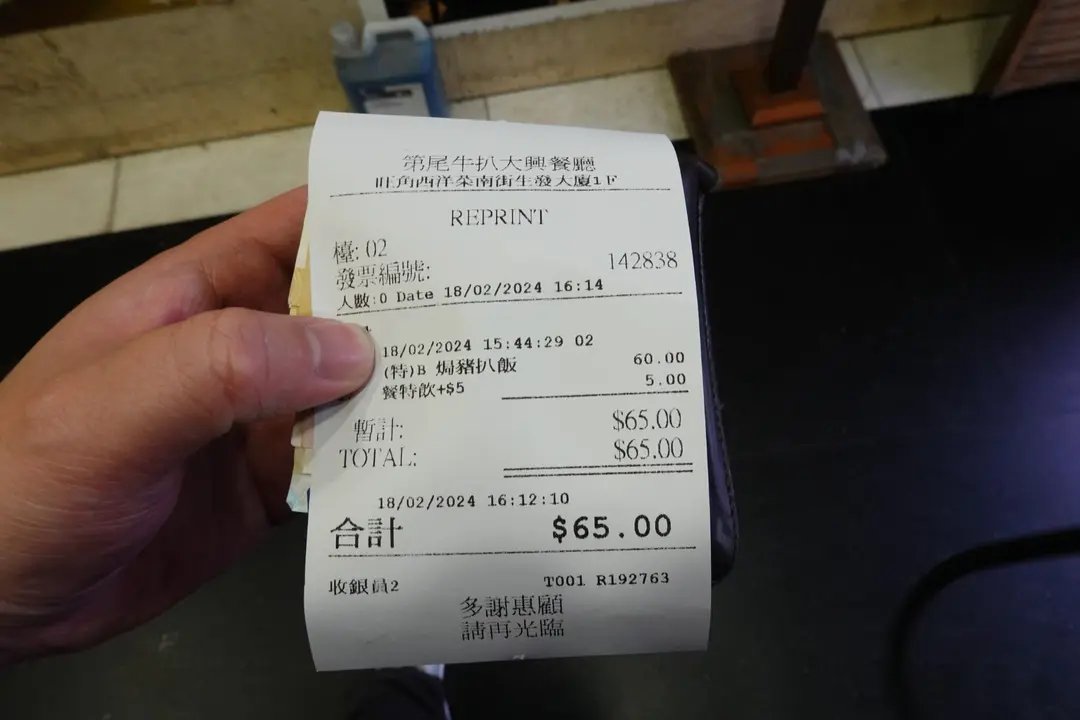 第尾牛扒大興餐廳
旺角西洋菜南街生發大廈1F
REPRINT
檯: 02
發票編號: 142838
人數:0 Date 18/02/2024 16:14
18/02/2024 15:44:29 02
(特)B 焗豬扒飯 60.00
餐特飲+$5 5.00
暫計: $65.00
TOTAL: $65.00
18/02/2024 16:12:10
合計 $65.00
收銀員2 T001 R192763
多謝惠顧
請再光臨